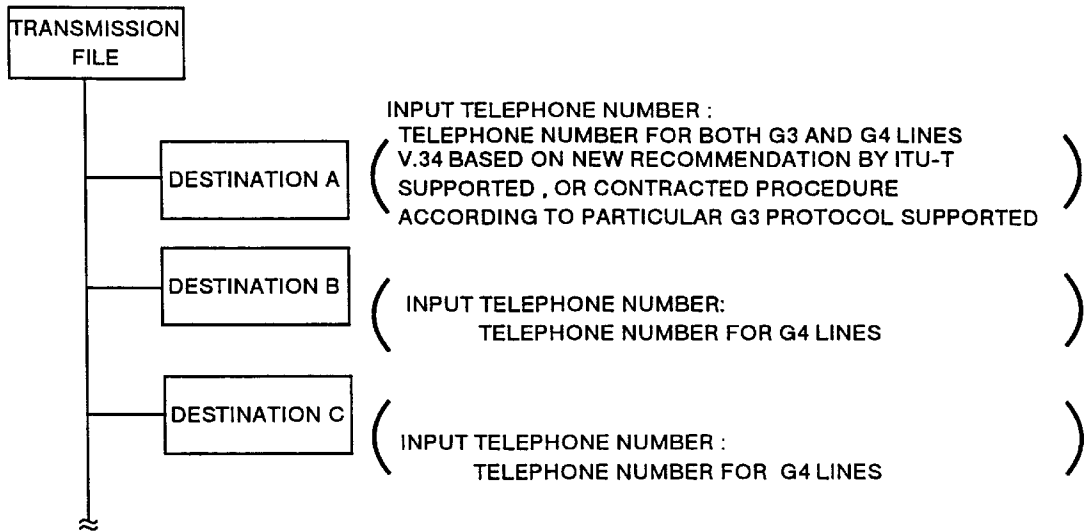 TRANSMISSION
FILE
DESTINATION A
INPUT TELEPHONE NUMBER :
TELEPHONE NUMBER FOR BOTH G3 AND G4 LINES
V.34 BASED ON NEW RECOMMENDATION BY ITU-T
SUPPORTED , OR CONTRACTED PROCEDURE
ACCORDING TO PARTICULAR G3 PROTOCOL SUPPORTED
DESTINATION B
INPUT TELEPHONE NUMBER:
TELEPHONE NUMBER FOR G4 LINES
DESTINATION C
INPUT TELEPHONE NUMBER :
TELEPHONE NUMBER FOR G4 LINES